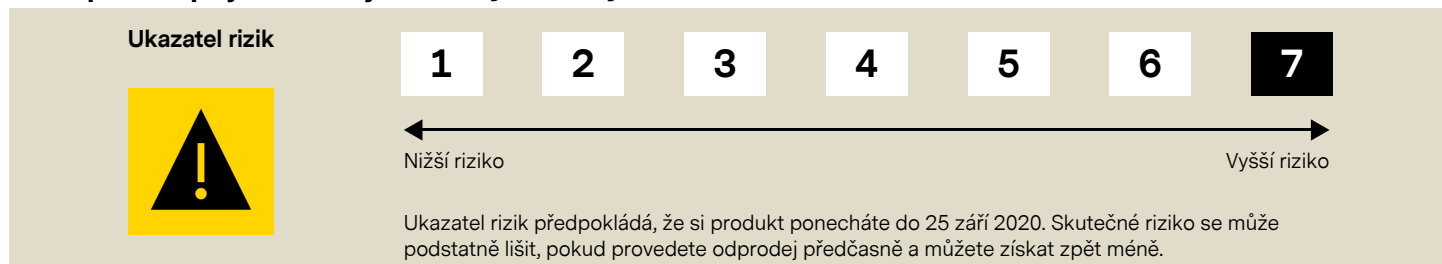 Ukazatel rizik
1 2 3 4 5 6 7
Nižší riziko Vyšší riziko
Ukazatel rizik předpokládá, že si produkt ponecháte do 25 září 2020. Skutečné riziko se může
podstatně lišit, pokud provedete odprodej předčasně a můžete získat zpět méně.